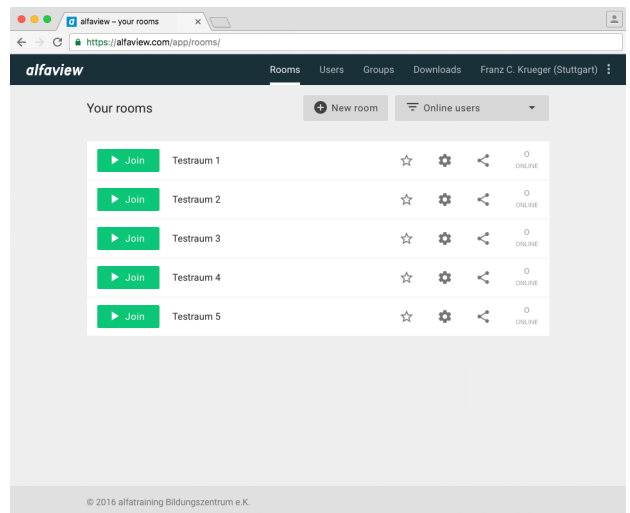 alfaview – your rooms
https://alfaview.com/app/rooms/
alfaview Rooms Users Groups Downloads Franz C. Krueger (Stuttgart)
Your rooms New room Online users
Join Testraum 1 0
ONLINE
Join Testraum 2 0
ONLINE
Join Testraum 3 0
ONLINE
Join Testraum 4 0
ONLINE
Join Testraum 5 0
ONLINE
© 2016 alfatraining Bildungszentrum e.K.